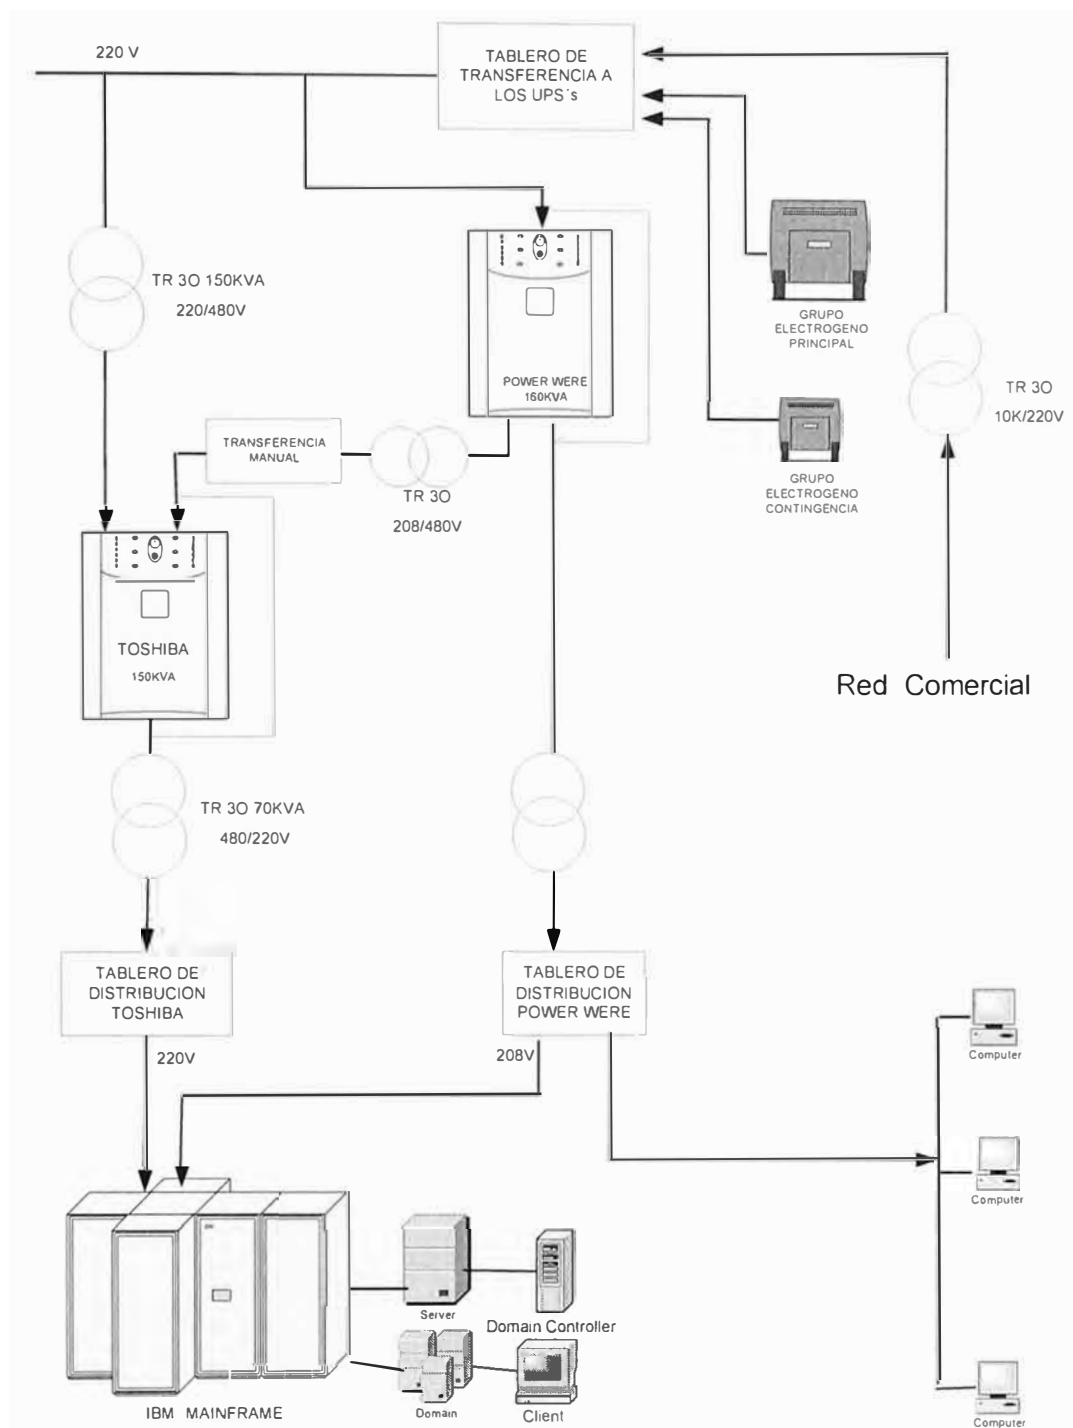 220 V
TABLERO DE
TRANSFERENCIA A
LOS UPS´s
TR 3O 150KVA
220/480V
POWER WERE
160KVA
GRUPO
ELECTROGENO
PRINCIPAL
TR 3O
10K/220V
TRANSFERENCIA
MANUAL
TR 3O
208/480V
GRUPO
ELECTROGENO
CONTINGENCIA
TOSHIBA
150KVA
Red Comercial
TR 3O 70KVA
480/220V
TABLERO DE
DISTRIBUCION
TOSHIBA
TABLERO DE
DISTRIBUCION
POWER WERE
220V
208V
Computer
Computer
Server
Domain Controller
IBM MAINFRAME
Domain
Client
Computer